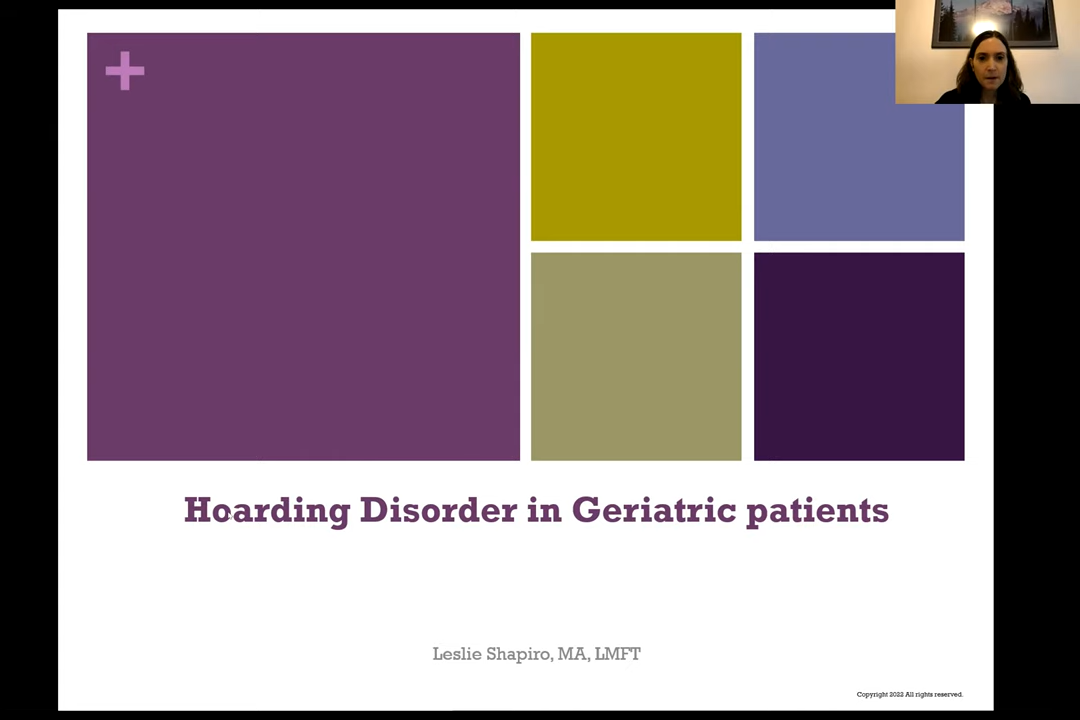 +
Hoarding Disorder in Geriatric patients
Leslie Shapiro, MA, LMFT
Copyright 2022 All rights reserved.